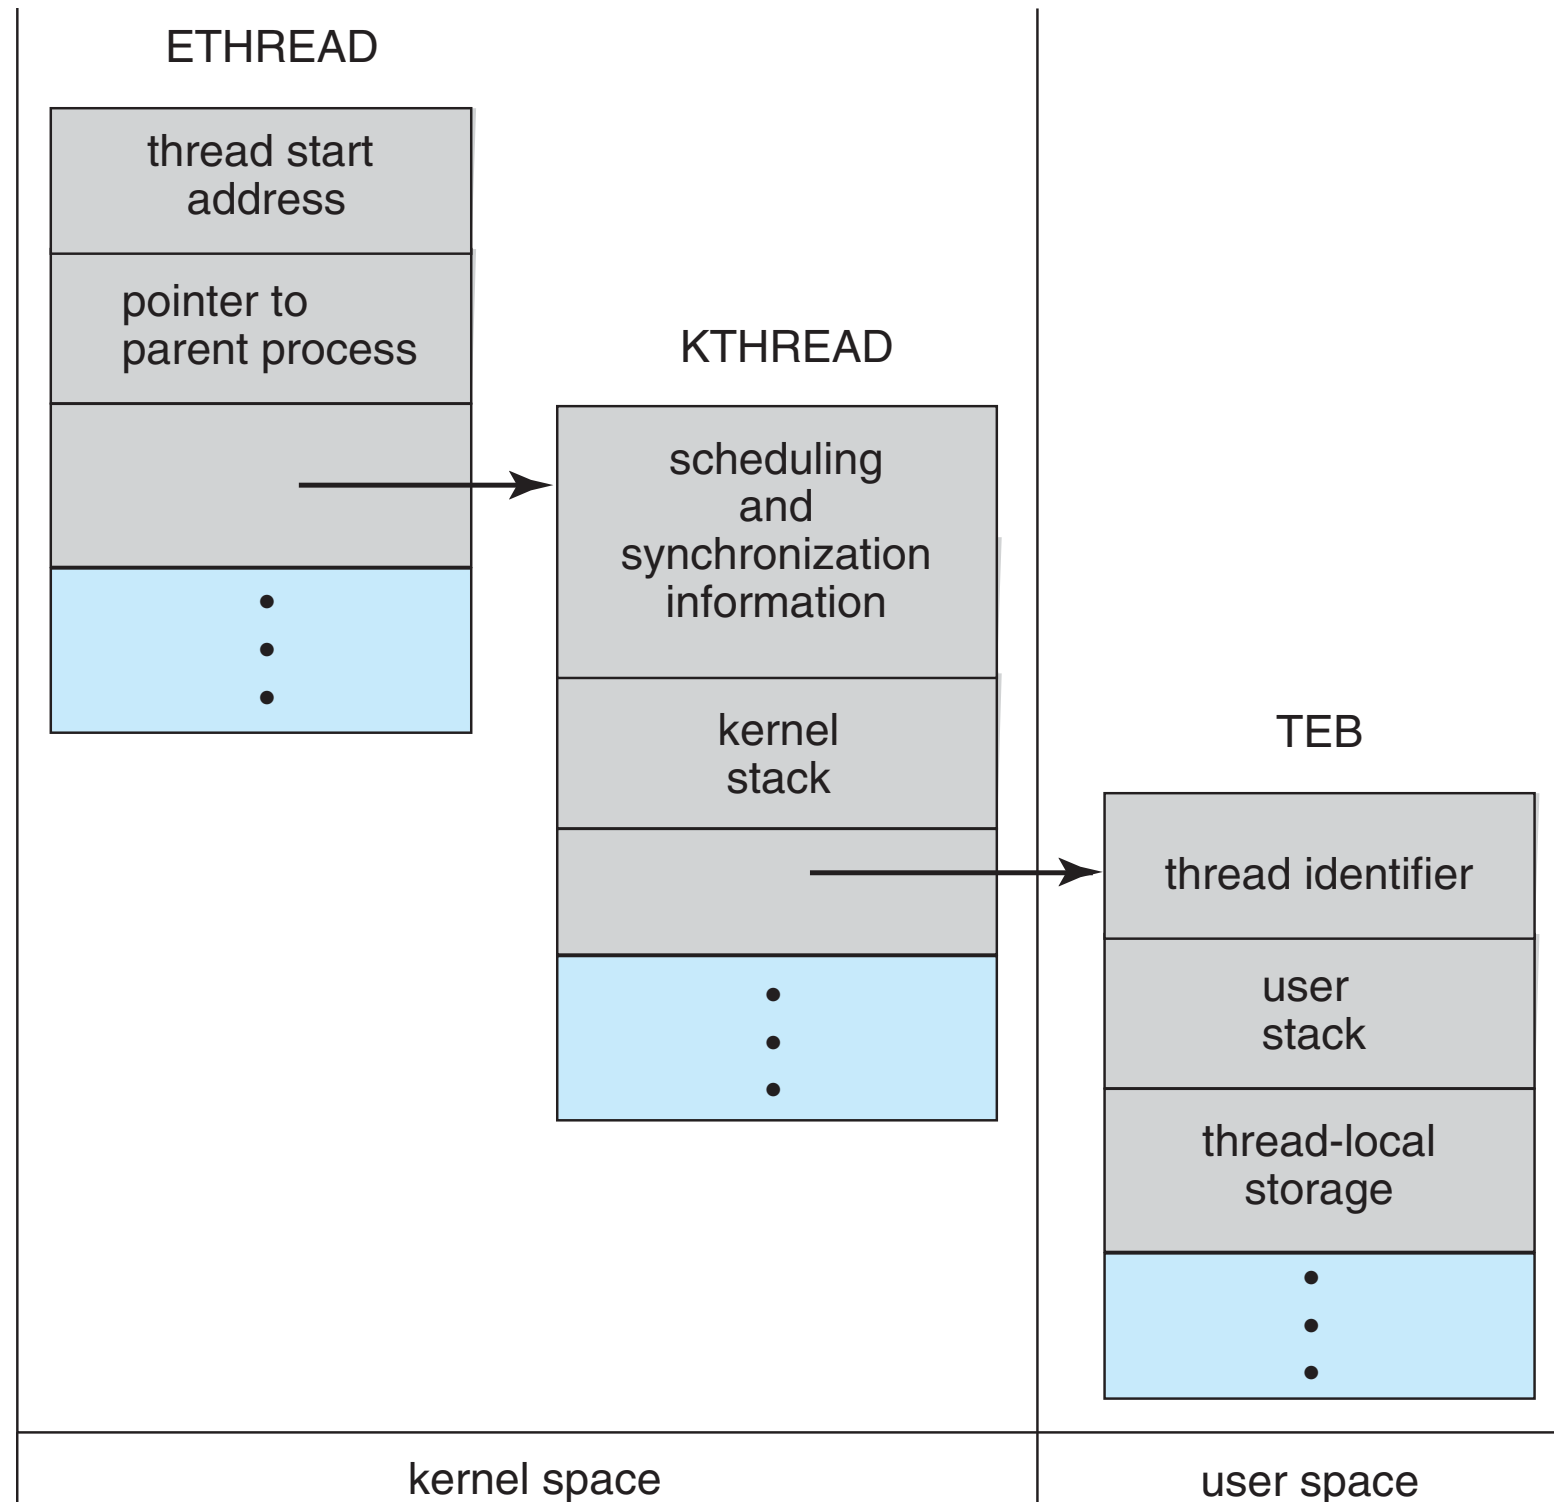 ETHREAD
thread start
address
pointer to
parent process
KTHREAD
scheduling
and
synchronization
information
kernel
stack
TEB
thread identifier
user
stack
thread-local
storage
kernel space
user space